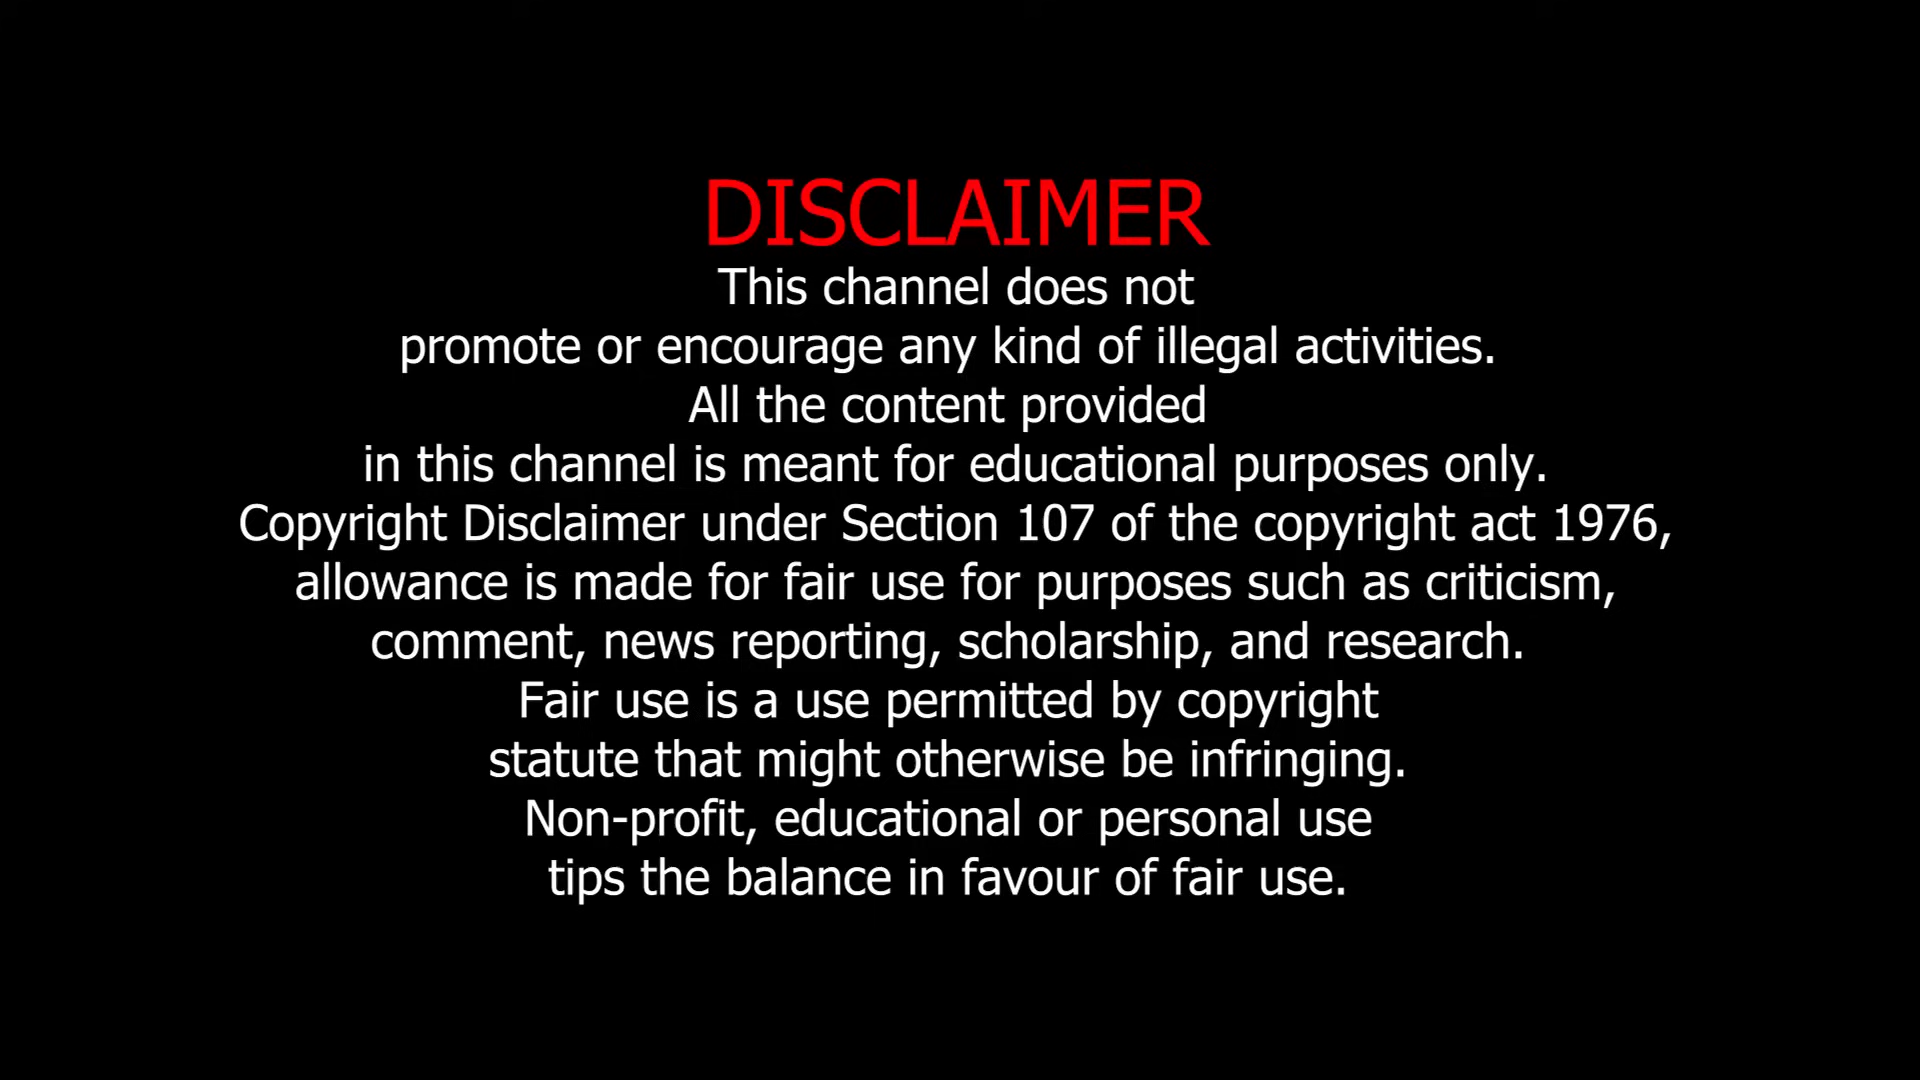 DISCLAIMER
This channel does not
promote or encourage any kind of illegal activities.
All the content provided
in this channel is meant for educational purposes only.
Copyright Disclaimer under Section 107 of the copyright act 1976,
allowance is made for fair use for purposes such as criticism,
comment, news reporting, scholarship, and research.
Fair use is a use permitted by copyright
statute that might otherwise be infringing.
Non-profit, educational or personal use
tips the balance in favour of fair use.